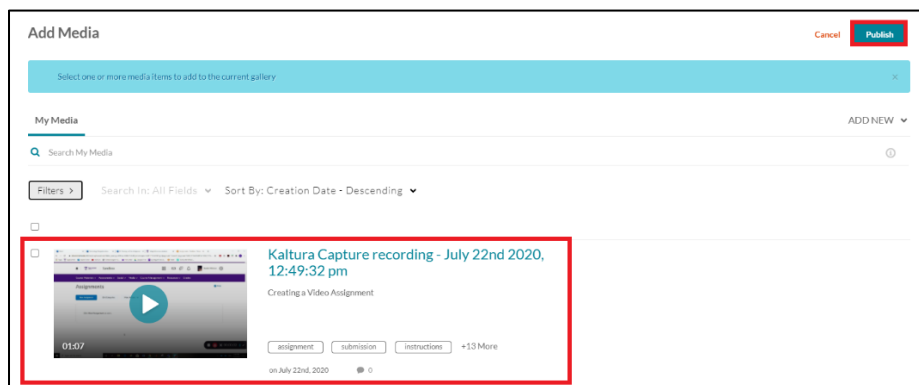 Add Media
Cancel
Publish
Select one or more media items to add to the current gallery
My Media
ADD NEW
Search My Media
Filters >
Search In: All Fields
Sort By: Creation Date - Descending
Kaltura Capture recording - July 22nd 2020,
12:49:32 pm
Creating a Video Assignment
Assignments
01:07
assignment
submission
instructions
+13 More
on July 22nd, 2020
0